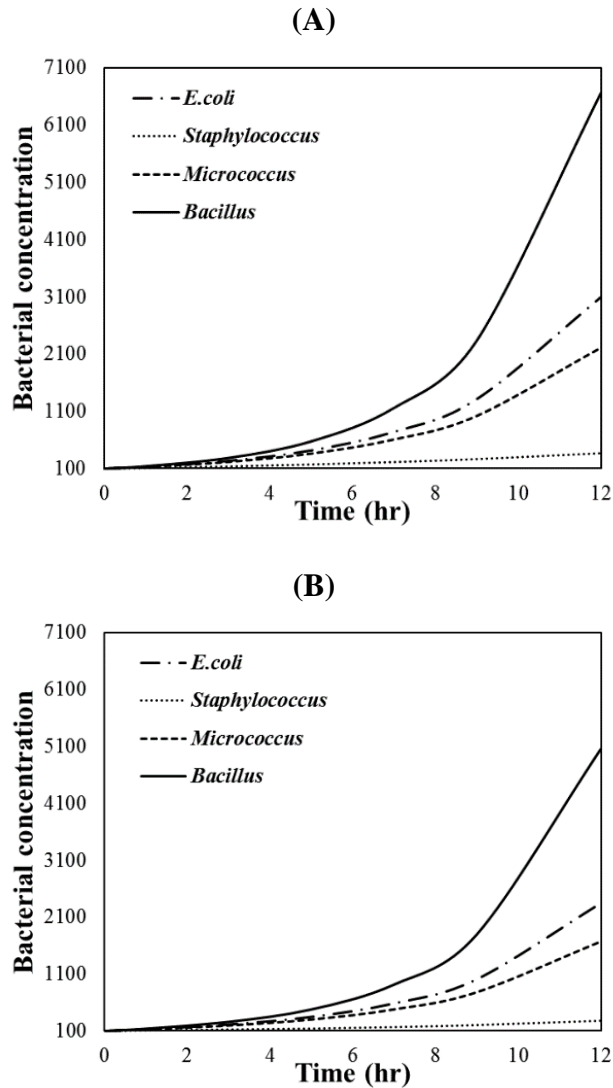 (A)
7100
6100
5100
4100
3100
2100
1100
100
Bacterial concentration
E.coli
Staphylococcus
Micrococcus
Bacillus
0 2 4 6 8 10 12
Time (hr)
(B)
7100
6100
5100
4100
3100
2100
1100
100
Bacterial concentration
E.coli
Staphylococcus
Micrococcus
Bacillus
0 2 4 6 8 10 12
Time (hr)